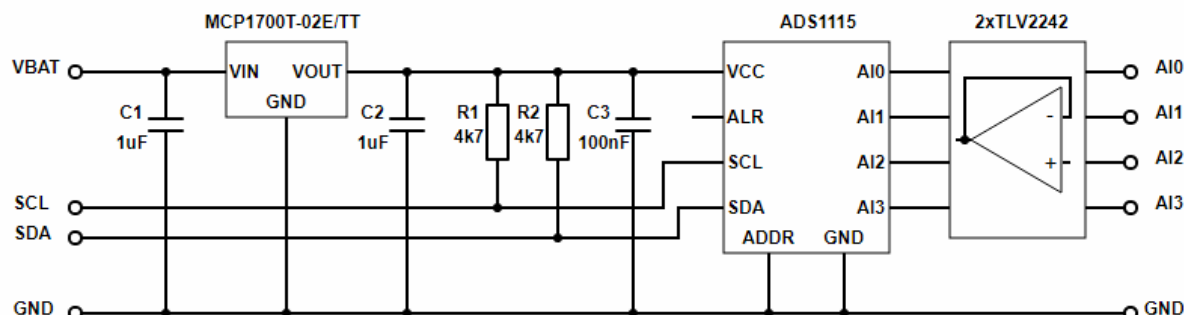 MCP1700T-02E/TT
ADS1115
2xTLV2242
VBAT
VIN
VOUT
GND
C1
1uF
C2
1uF
R1
4k7
R2
4k7
C3
100nF
VCC
ALR
SCL
SDA
ADDR
GND
AI0
AI1
AI2
AI3
-
+
AI0
AI1
AI2
AI3
SCL
SDA
GND
GND